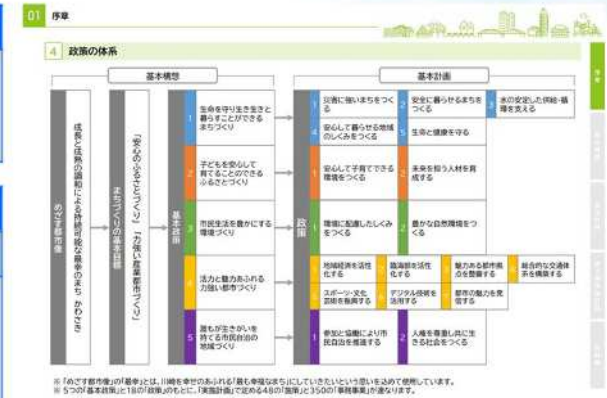 01 序章
4 政策の体系
基本構想
基本計画
めざす都市像
成長と成熟の調和による持続可能な最幸のまち かわさき
まちづくりの基本目標
「安心のふるさとづくり」「力強い産業都市づくり」
基本政策
1 生命を守り生き生きと
暮らすことができる
まちづくり
2 子どもを安心して
育てることのできる
ふるさとづくり
3 市民生活を豊かにする
環境づくり
4 活力と魅力あふれる
力強い都市づくり
5 誰もが生きがいを
持てる市民自治の
地域づくり
政策
1 災害に強いまちをつく
る
2 安全に暮らせるまちを
つくる
3 水の安定した供給・循
環を支える
4 安心して暮らせる地域
のしくみをつくる
5 生命と健康を守る
1 安心して子育てできる
環境をつくる
2 未来を担う人材を育
成する
1 環境に配慮したしくみ
をつくる
2 豊かな自然環境をつ
くる
1 地域経済を活性
化する
2 臨海部を活性
化する
3 魅力ある都市拠
点を整備する
4 総合的な交通体
系を構築する
5 スポーツ・文化
芸術を振興する
6 デジタル技術を
活用する
7 都市の魅力を発
信する
1 参加と協働により市
民自治を推進する
2 人権を尊重し共に生
きる社会をつくる
※「めざす都市像」の「最幸」とは、川崎を幸せのあふれる「最も幸福なまち」にしていきたいという思いを込めて使用しています。
※ 5つの「基本政策」と18の「政策」のもとに、「実施計画」で定める48の「施策」と350の「事務事業」が連なります。
序章